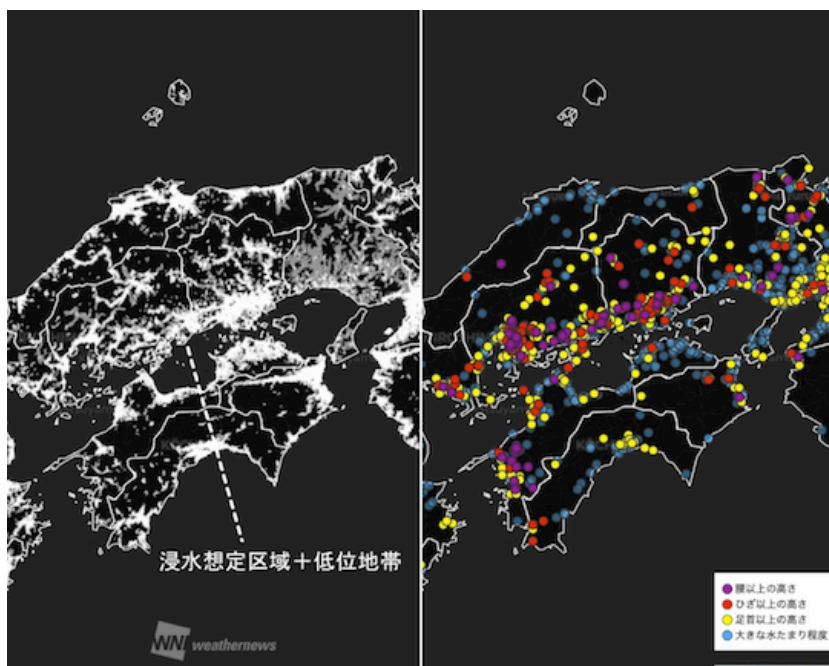 浸水想定区域＋低位地帯
WNI weathernews
腰以上の高さ
ひざ以上の高さ
足首以上の高さ
大きな水たまり程度